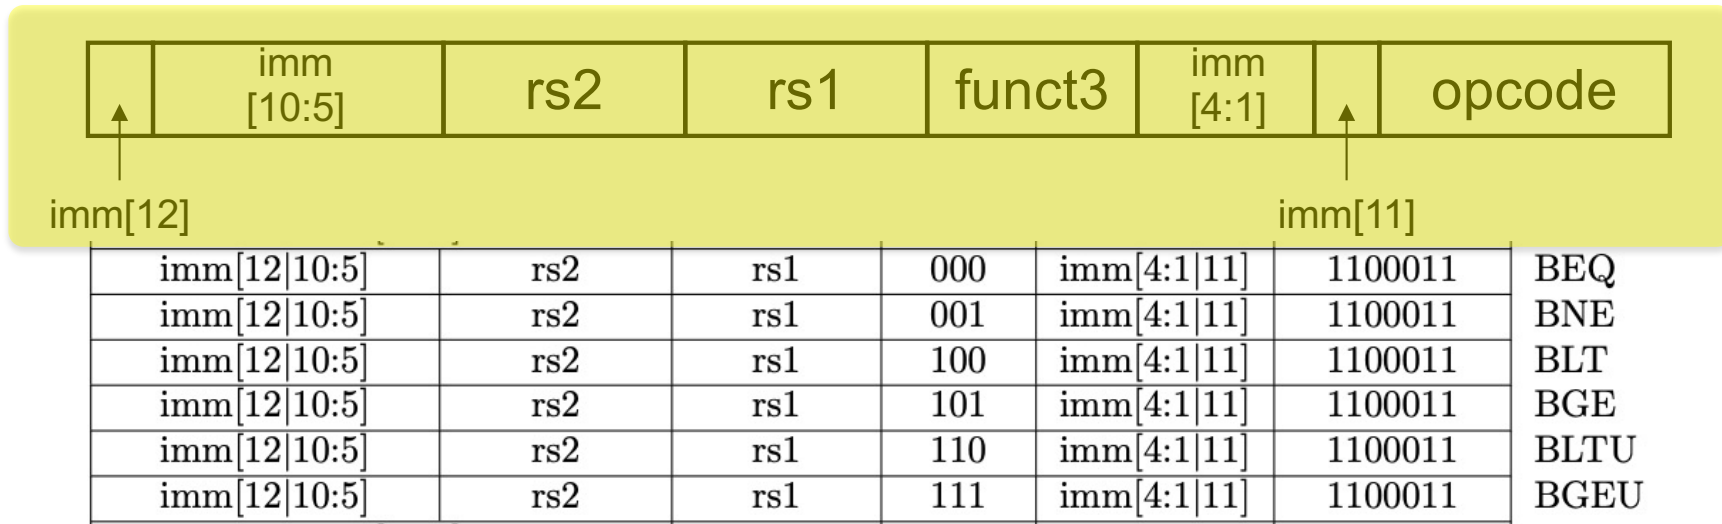 imm rs2 rs1 funct3 imm opcode
[10:5] [4:1]
imm[12] imm[11]
imm[12|10:5] rs2 rs1 000 imm[4:1|11] 1100011 BEQ
imm[12|10:5] rs2 rs1 001 imm[4:1|11] 1100011 BNE
imm[12|10:5] rs2 rs1 100 imm[4:1|11] 1100011 BLT
imm[12|10:5] rs2 rs1 101 imm[4:1|11] 1100011 BGE
imm[12|10:5] rs2 rs1 110 imm[4:1|11] 1100011 BLTU
imm[12|10:5] rs2 rs1 111 imm[4:1|11] 1100011 BGEU